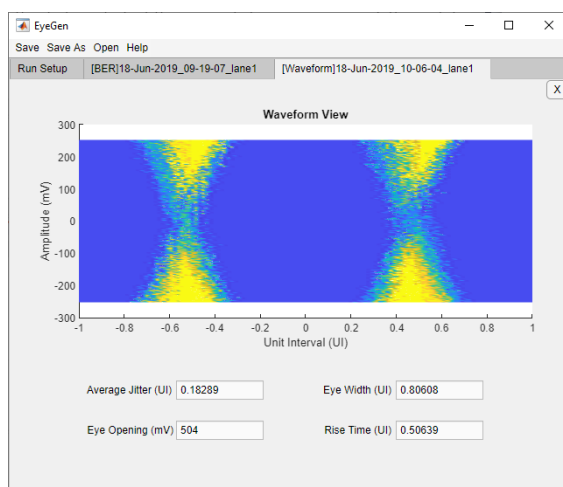 EyeGen
Save Save As Open Help
Run Setup [BER]18-Jun-2019_09-19-07_lane1 [Waveform]18-Jun-2019_10-06-04_lane1
X
Waveform View
300
200
100
0
-100
-200
-300
Amplitude (mV)
-1 -0.8 -0.6 -0.4 -0.2 0 0.2 0.4 0.6 0.8 1
Unit Interval (UI)
Average Jitter (UI) 0.18289 Eye Width (UI) 0.80608
Eye Opening (mV) 504 Rise Time (UI) 0.50639